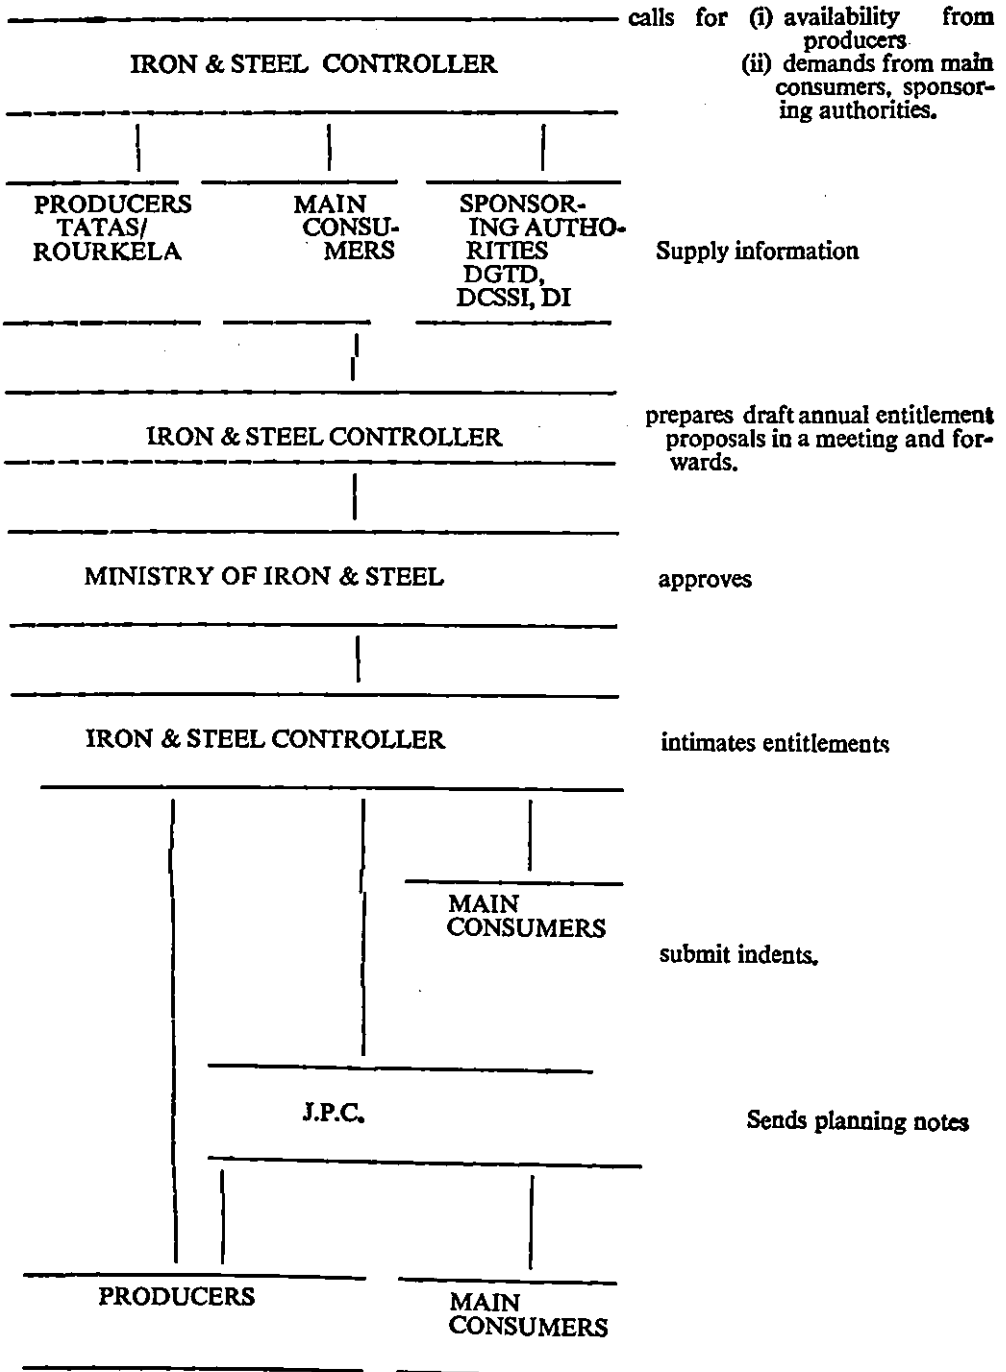 calls for (i) availability from
producers
IRON & STEEL CONTROLLER
(ii) demands from main
consumers, sponsor-
ing authorities.
PRODUCERS
TATAS/
ROURKELA
MAIN
CONSU-
MERS
SPONSOR-
ING AUTHO-
RITIES
DGTD,
DCSSI, DI
Supply information
IRON & STEEL CONTROLLER
prepares draft annual entitlement
proposals in a meeting and for-
wards.
MINISTRY OF IRON & STEEL
approves
IRON & STEEL CONTROLLER
intimates entitlements
MAIN
CONSUMERS
submit indents.
J.P.C.
Sends planning notes
PRODUCERS
MAIN
CONSUMERS